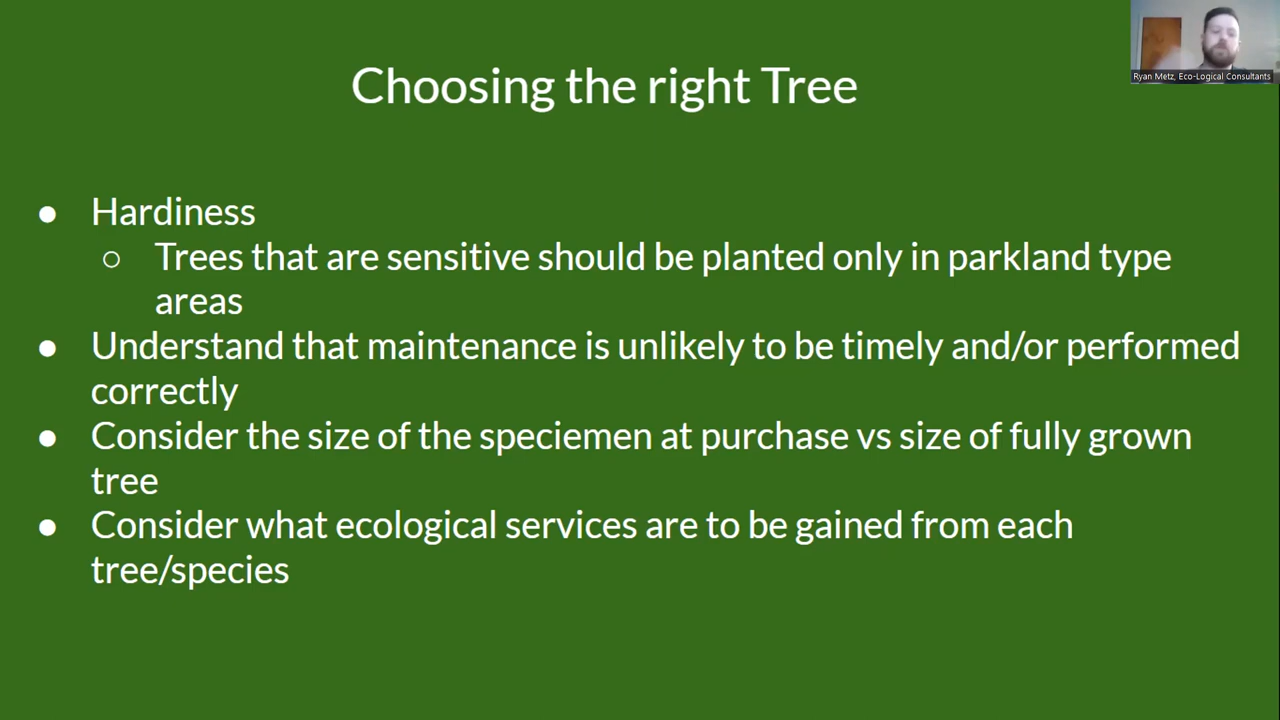 Ryan Metz, Eco-Logical Consultants
Choosing the right Tree
● Hardiness
○ Trees that are sensitive should be planted only in parkland type
areas
● Understand that maintenance is unlikely to be timely and/or performed
correctly
● Consider the size of the speciemen at purchase vs size of fully grown
tree
● Consider what ecological services are to be gained from each
tree/species